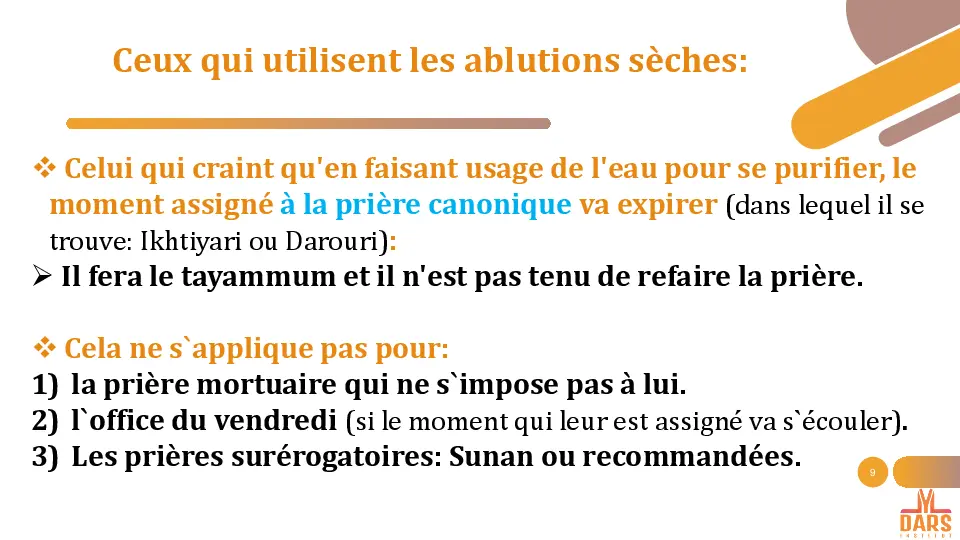 Ceux qui utilisent les ablutions sèches:
❖ Celui qui craint qu'en faisant usage de l'eau pour se purifier, le
moment assigné à la prière canonique va expirer (dans lequel il se
trouve: Ikhtiyari ou Darouri):
➢ Il fera le tayammum et il n'est pas tenu de refaire la prière.
❖ Cela ne s`applique pas pour:
1) la prière mortuaire qui ne s`impose pas à lui.
2) l`office du vendredi (si le moment qui leur est assigné va s`écouler).
3) Les prières surérogatoires: Sunan ou recommandées.
9
DARS
INSTITUT